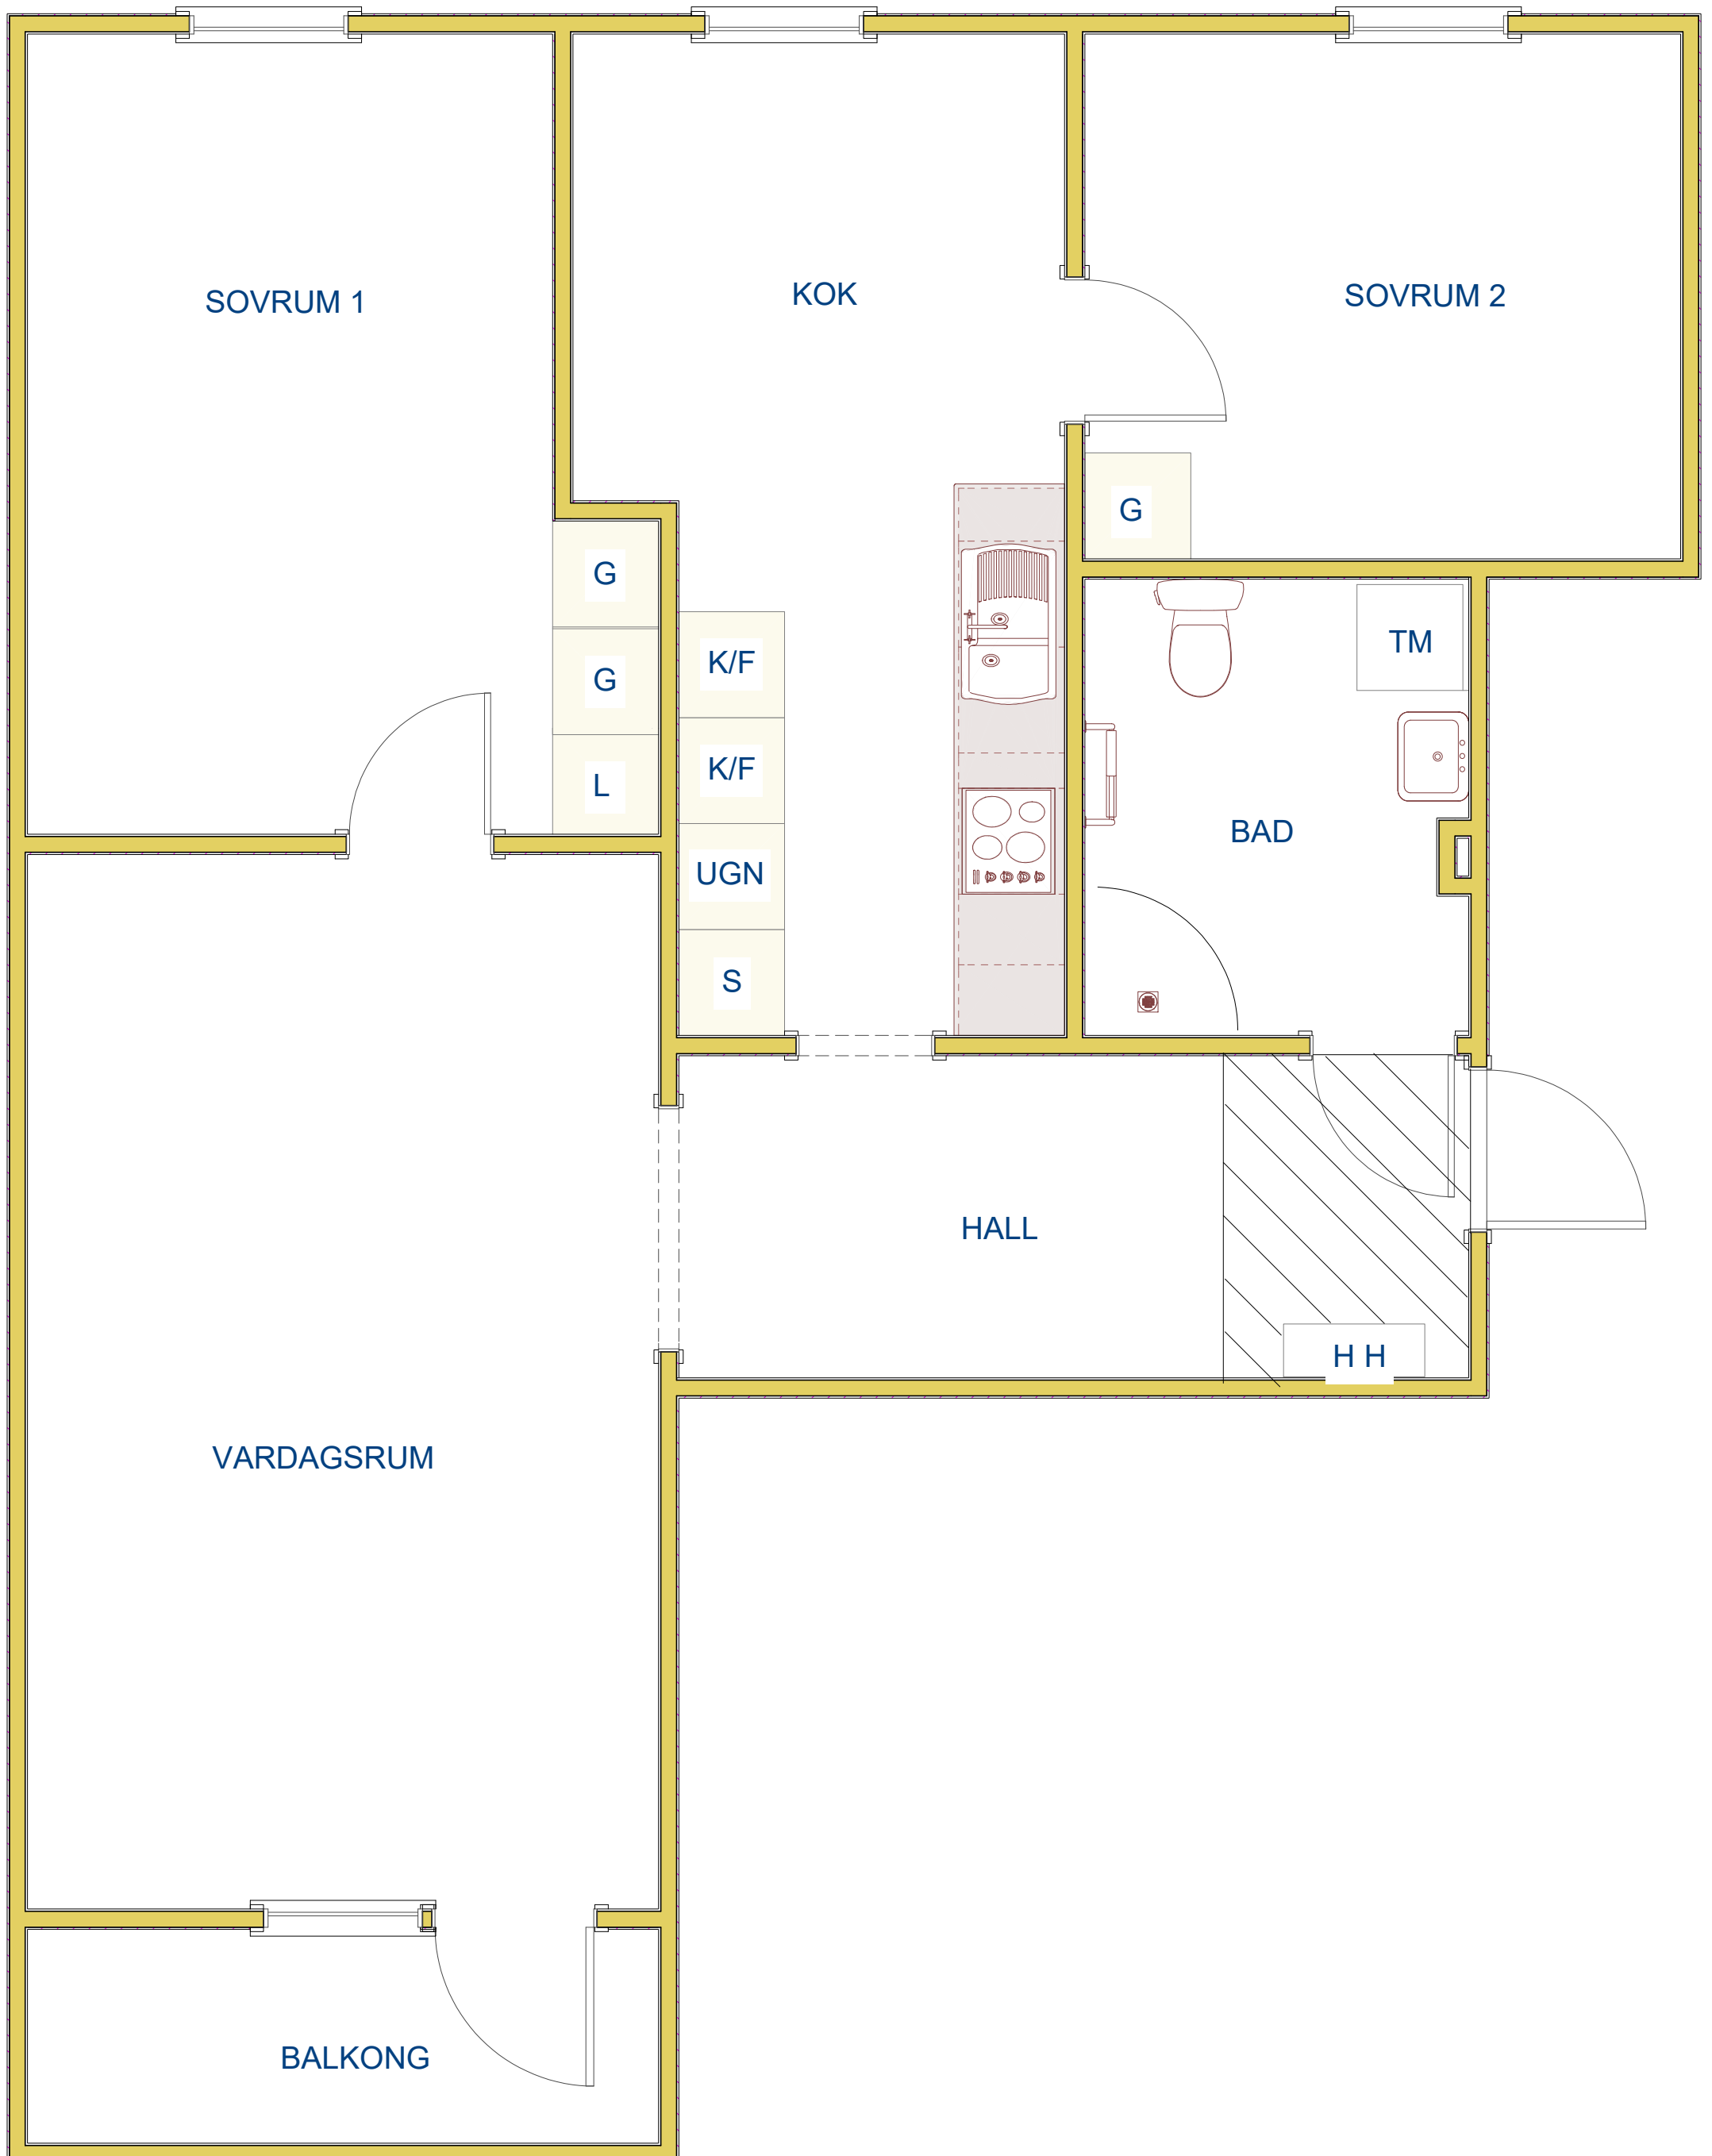 SOVRUM 1
KOK
SOVRUM 2
G
G
G
L
K/F
K/F
UGN
S
TM
BAD
HALL
H H
VARDAGSRUM
BALKONG